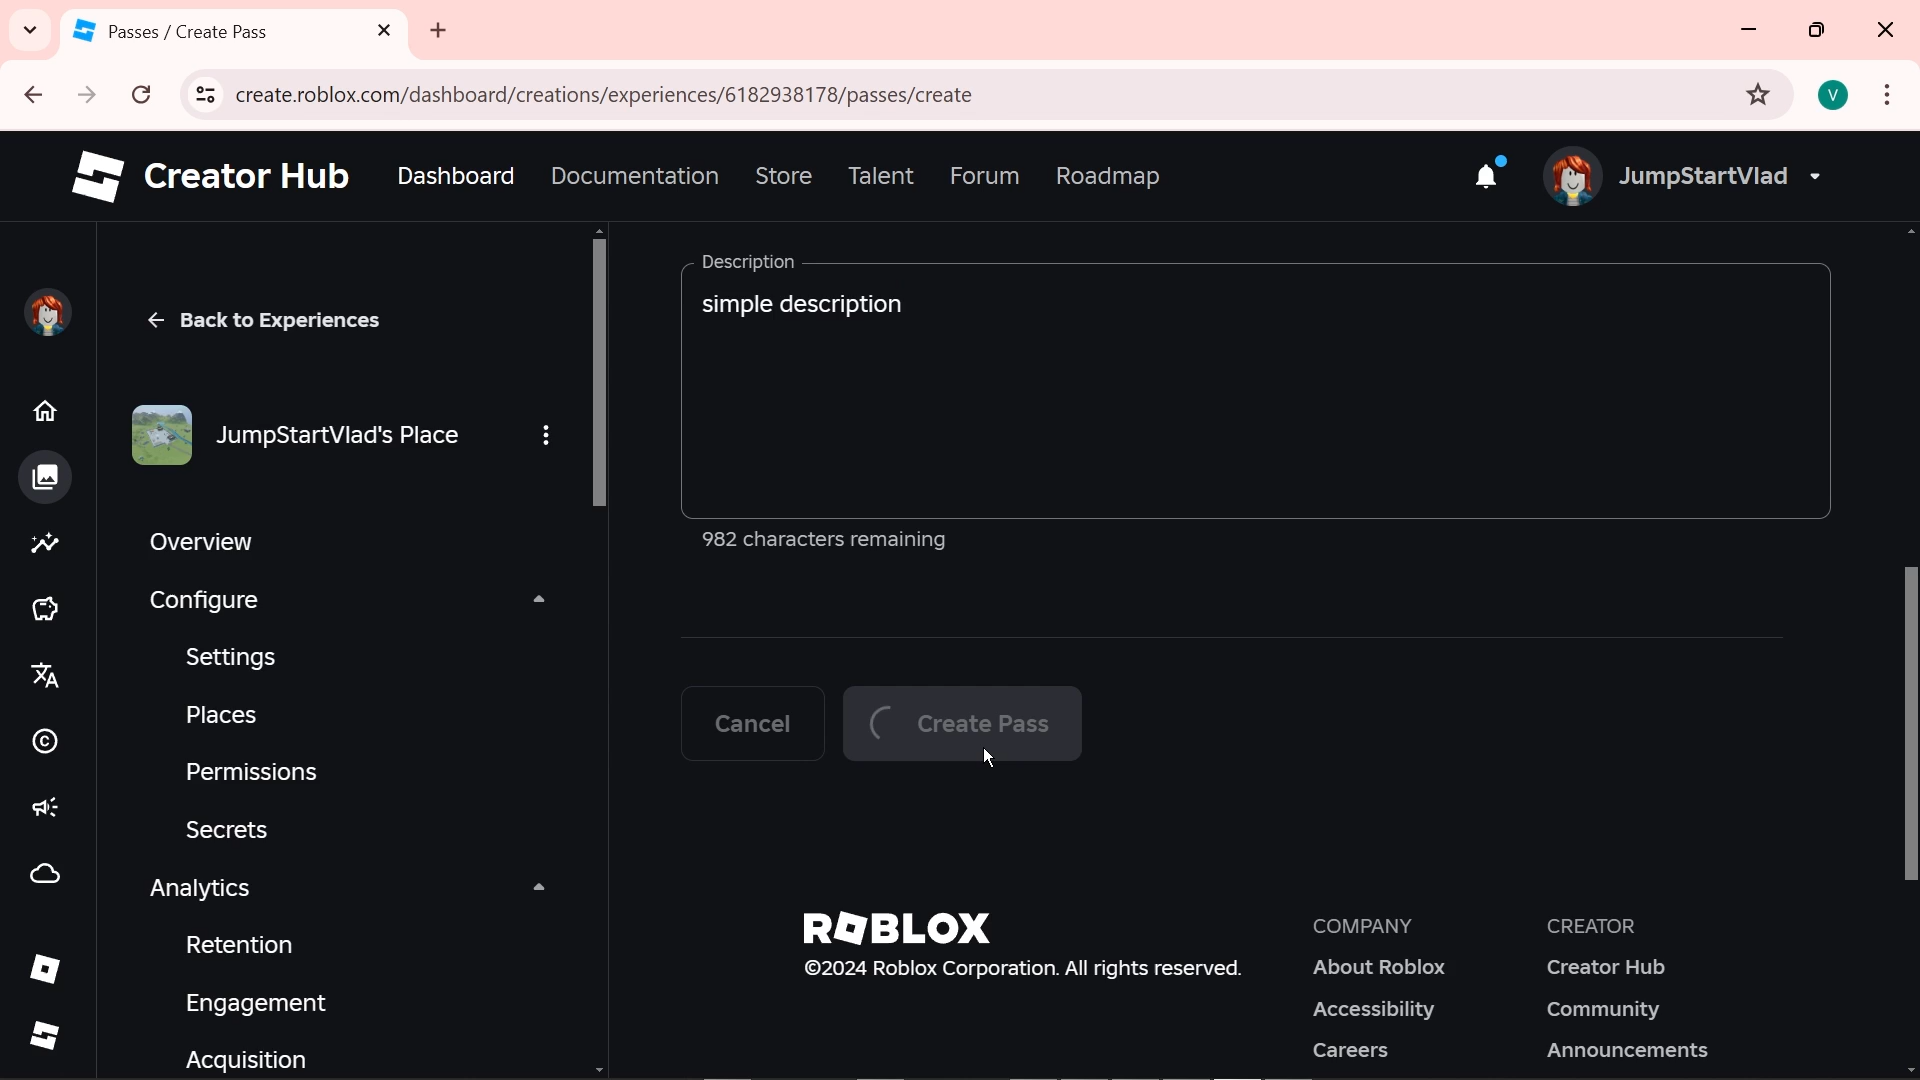 Passes / Create Pass
create.roblox.com/dashboard/creations/experiences/6182938178/passes/create
V
Creator Hub
Dashboard
Documentation
Store
Talent
Forum
Roadmap
JumpStartVlad
Back to Experiences
JumpStartVlad's Place
Overview
Configure
Settings
Places
Permissions
Secrets
Analytics
Retention
Engagement
Acquisition
Description
simple description
982 characters remaining
Cancel
Create Pass
ROBLOX
©2024 Roblox Corporation. All rights reserved.
COMPANY
About Roblox
Accessibility
Careers
CREATOR
Creator Hub
Community
Announcements